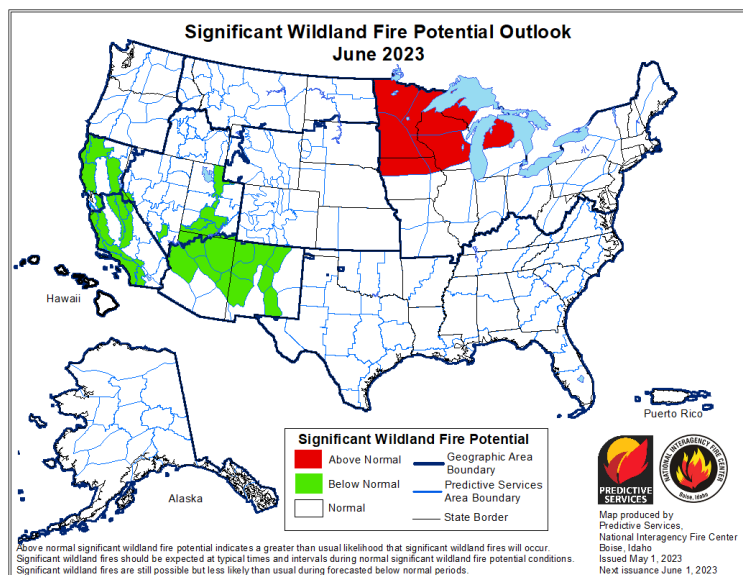 Significant Wildland Fire Potential Outlook
June 2023
Hawaii
Alaska
Puerto Rico
Significant Wildland Fire Potential
Above Normal
Below Normal
Normal
Geographic Area
Boundary
Predictive Services
Area Boundary
State Border
PREDICTIVE
SERVICES
NATIONAL INTERAGENCY FIRE CENTER
Boise, Idaho
Map produced by
Predictive Services,
National Interagency Fire Center
Boise, Idaho
Issued May 1, 2023
Next issuance June 1, 2023
Above normal significant wildland fire potential indicates a greater than usual likelihood that significant wildland fires will occur.
Significant wildland fires should be expected at typical times and intervals during normal significant wildland fire potential conditions.
Significant wildland fires are still possible but less likely than usual during forecasted below normal periods.